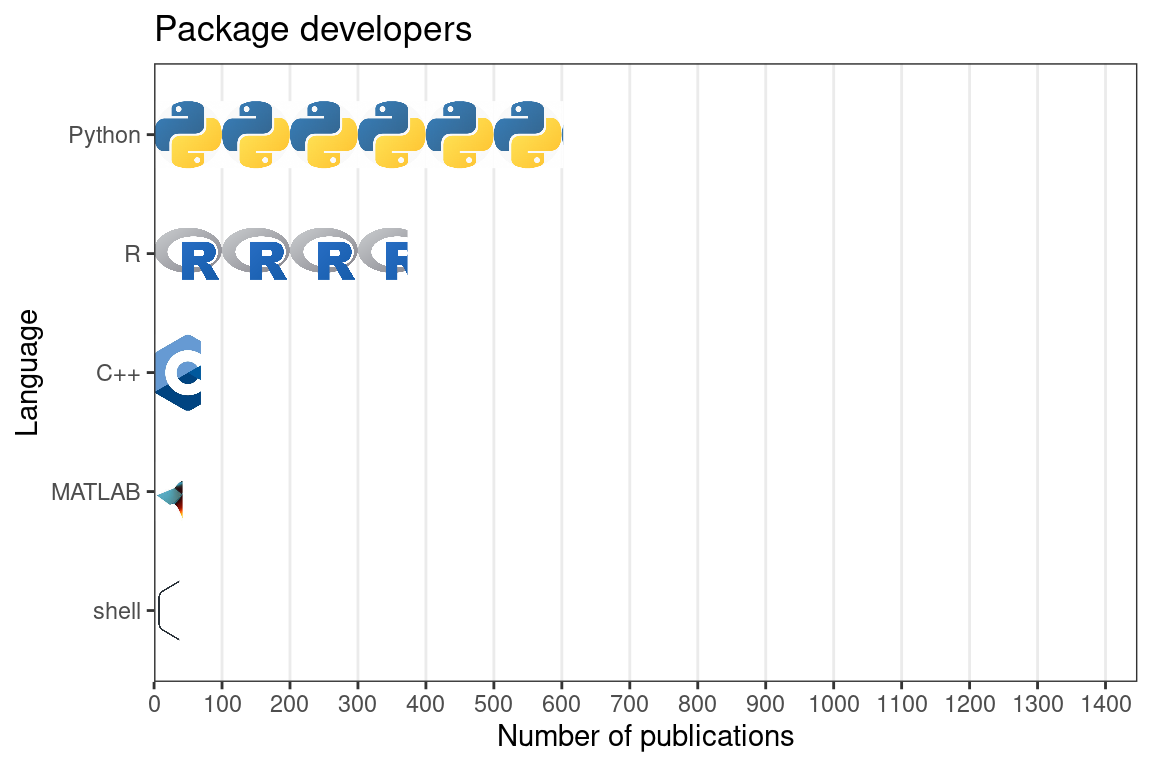 Package developers
Python
R
C++
MATLAB
shell
Language
0 100 200 300 400 500 600 700 800 900 1000 1100 1200 1300 1400
Number of publications
R R R R
C